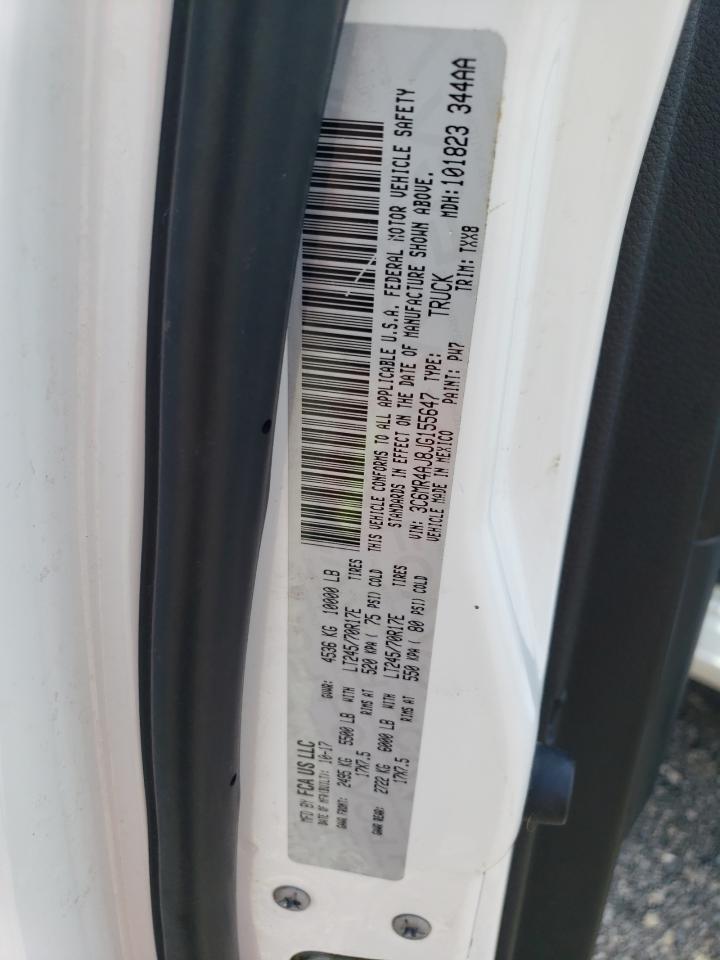 MFD BY FCA US LLC
DATE OF MFR(BUILT): 10-17 GVWR: 4536 KG 10000 LB
GAWR FRONT: 2495 KG 5500 LB WITH LT245/70R17E TIRES
17X7.5 RIMS AT 520 KPA ( 75 PSI) COLD
GAWR REAR: 2722 KG 6000 LB WITH LT245/70R17E TIRES
17X7.5 RIMS AT 550 KPA ( 80 PSI) COLD
THIS VEHICLE CONFORMS TO ALL APPLICABLE U.S.A. FEDERAL MOTOR VEHICLE SAFETY
STANDARDS IN EFFECT ON THE DATE OF MANUFACTURE SHOWN ABOVE.
VIN: 3C6MR4AJ8JG155647 TYPE: TRUCK MDH:101823 344AA
VEHICLE MADE IN MEXICO PAINT: PW7 TRIM: TXX8